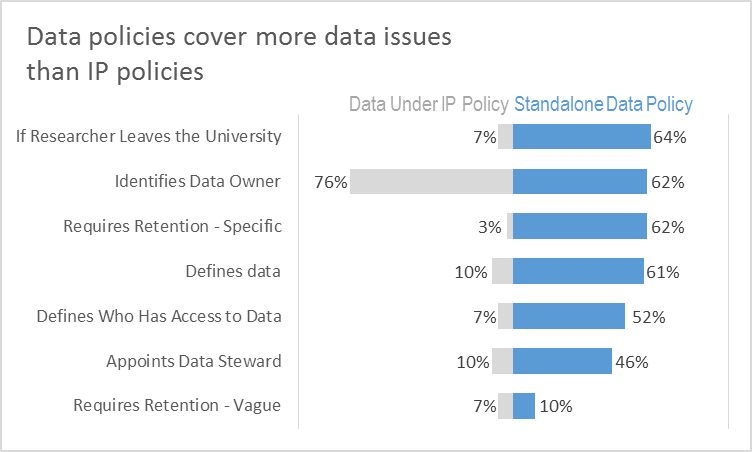 Data policies cover more data issues
than IP policies
Data Under IP Policy Standalone Data Policy
If Researcher Leaves the University 7% 64%
Identifies Data Owner 76% 62%
Requires Retention - Specific 3% 62%
Defines data 10% 61%
Defines Who Has Access to Data 7% 52%
Appoints Data Steward 10% 46%
Requires Retention - Vague 7% 10%